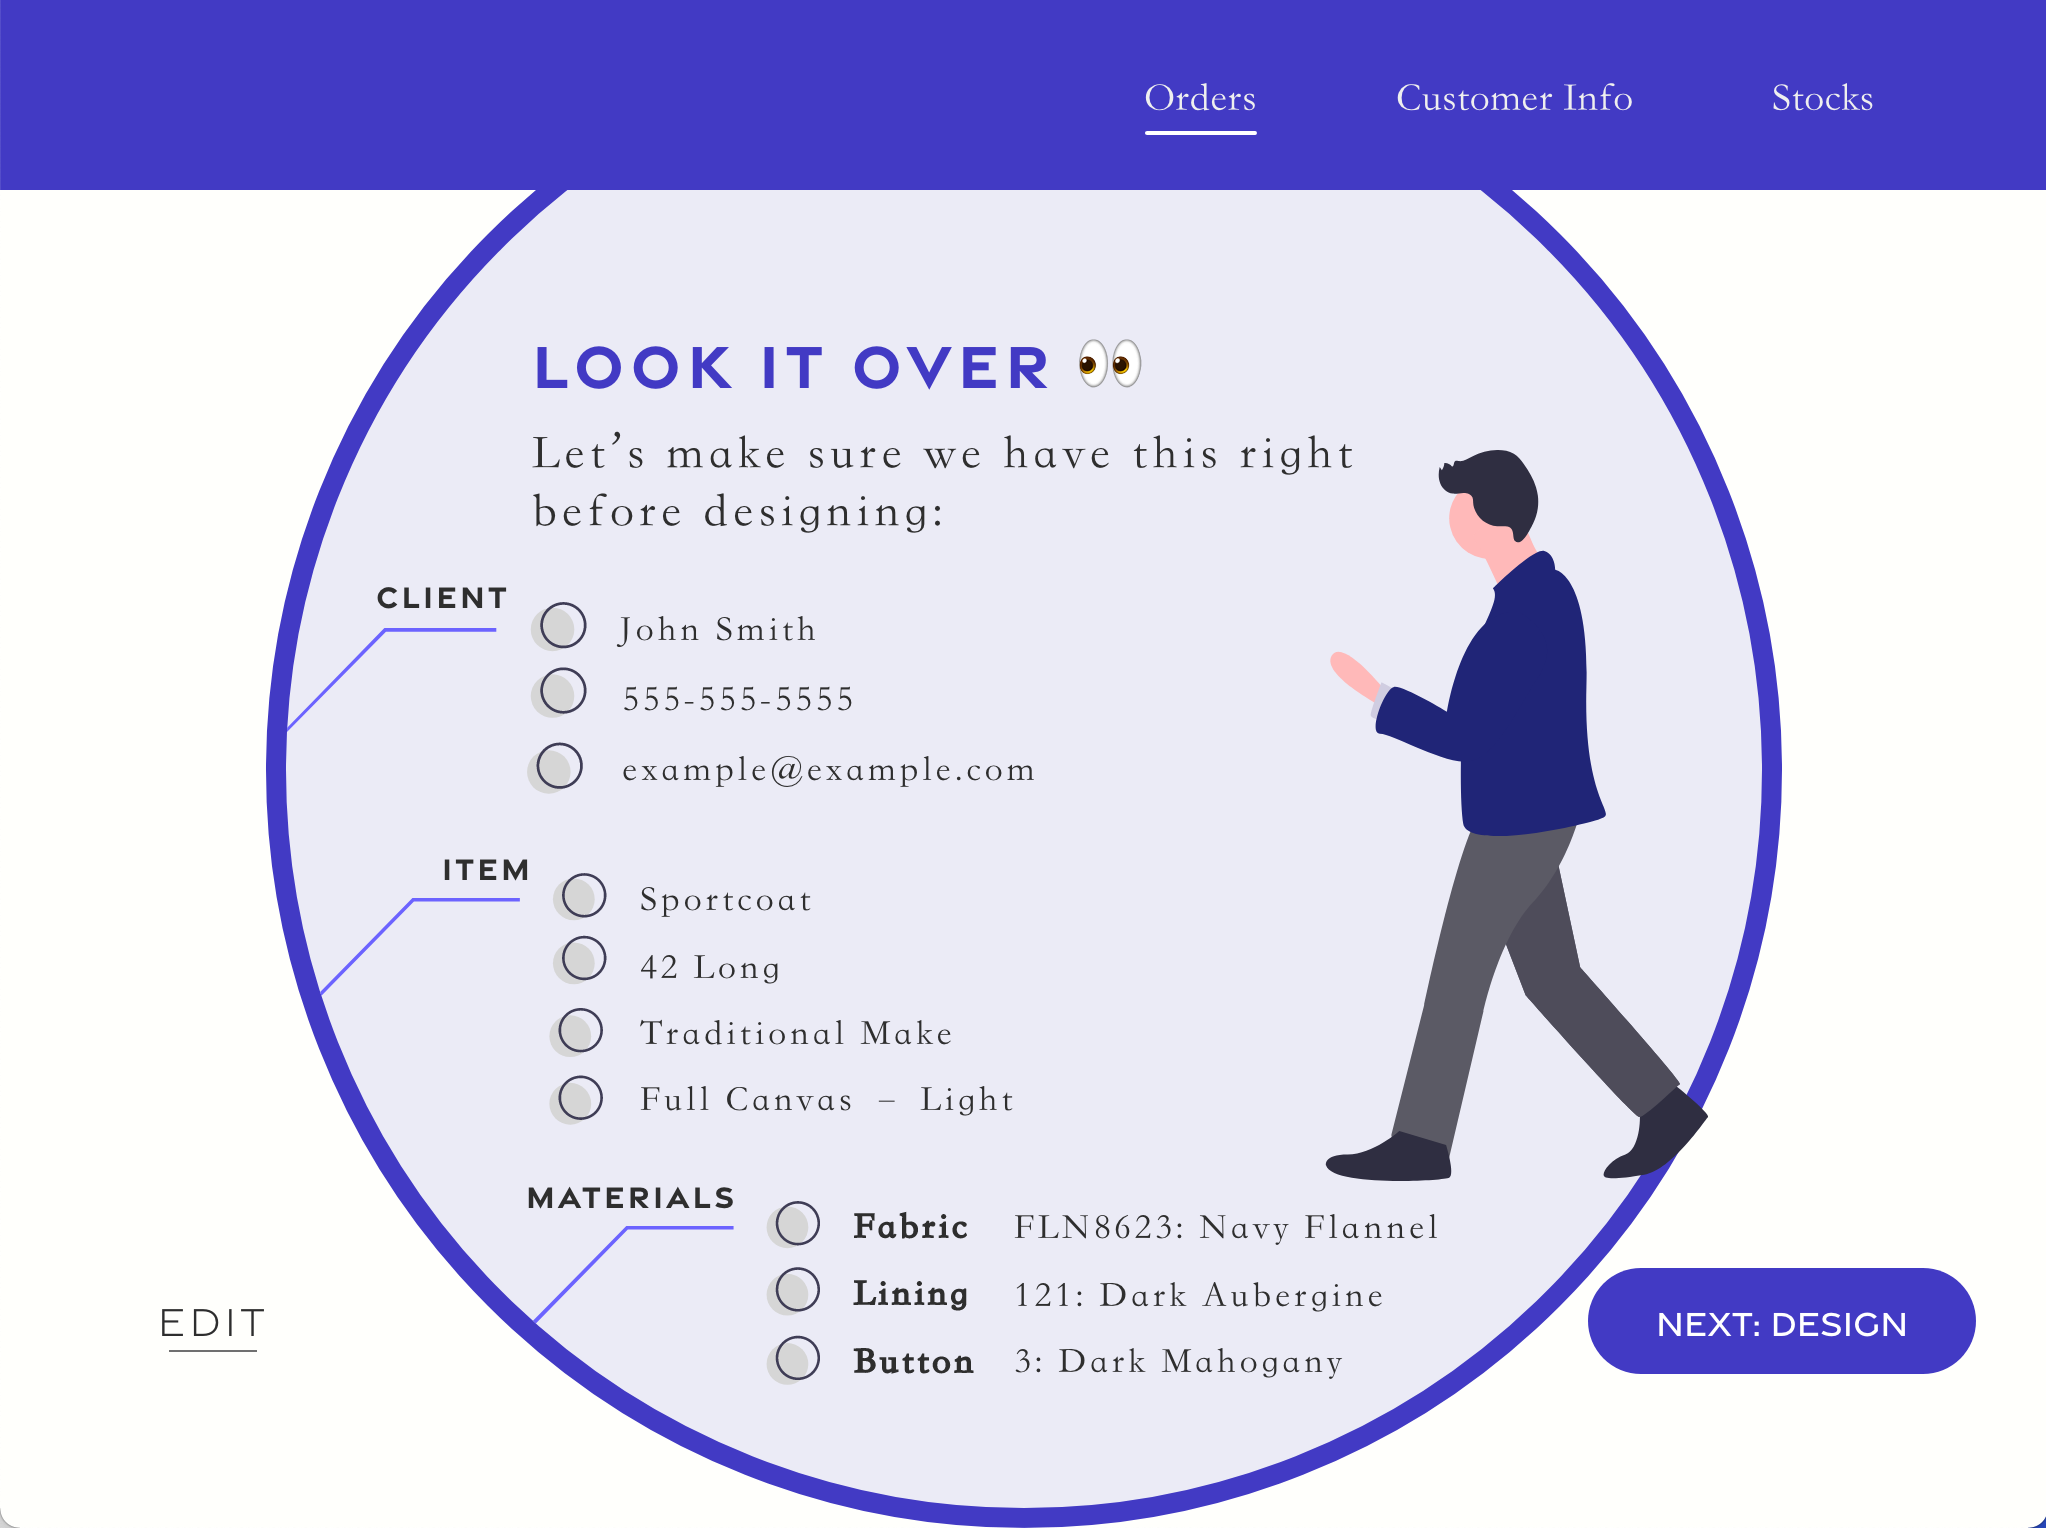 Orders Customer Info Stocks
LOOK IT OVER 👀
Let’s make sure we have this right
before designing:
CLIENT
John Smith
555-555-5555
example@example.com
ITEM
Sportcoat
42 Long
Traditional Make
Full Canvas – Light
MATERIALS
Fabric FLN8623: Navy Flannel
Lining 121: Dark Aubergine
Button 3: Dark Mahogany
EDIT
NEXT: DESIGN